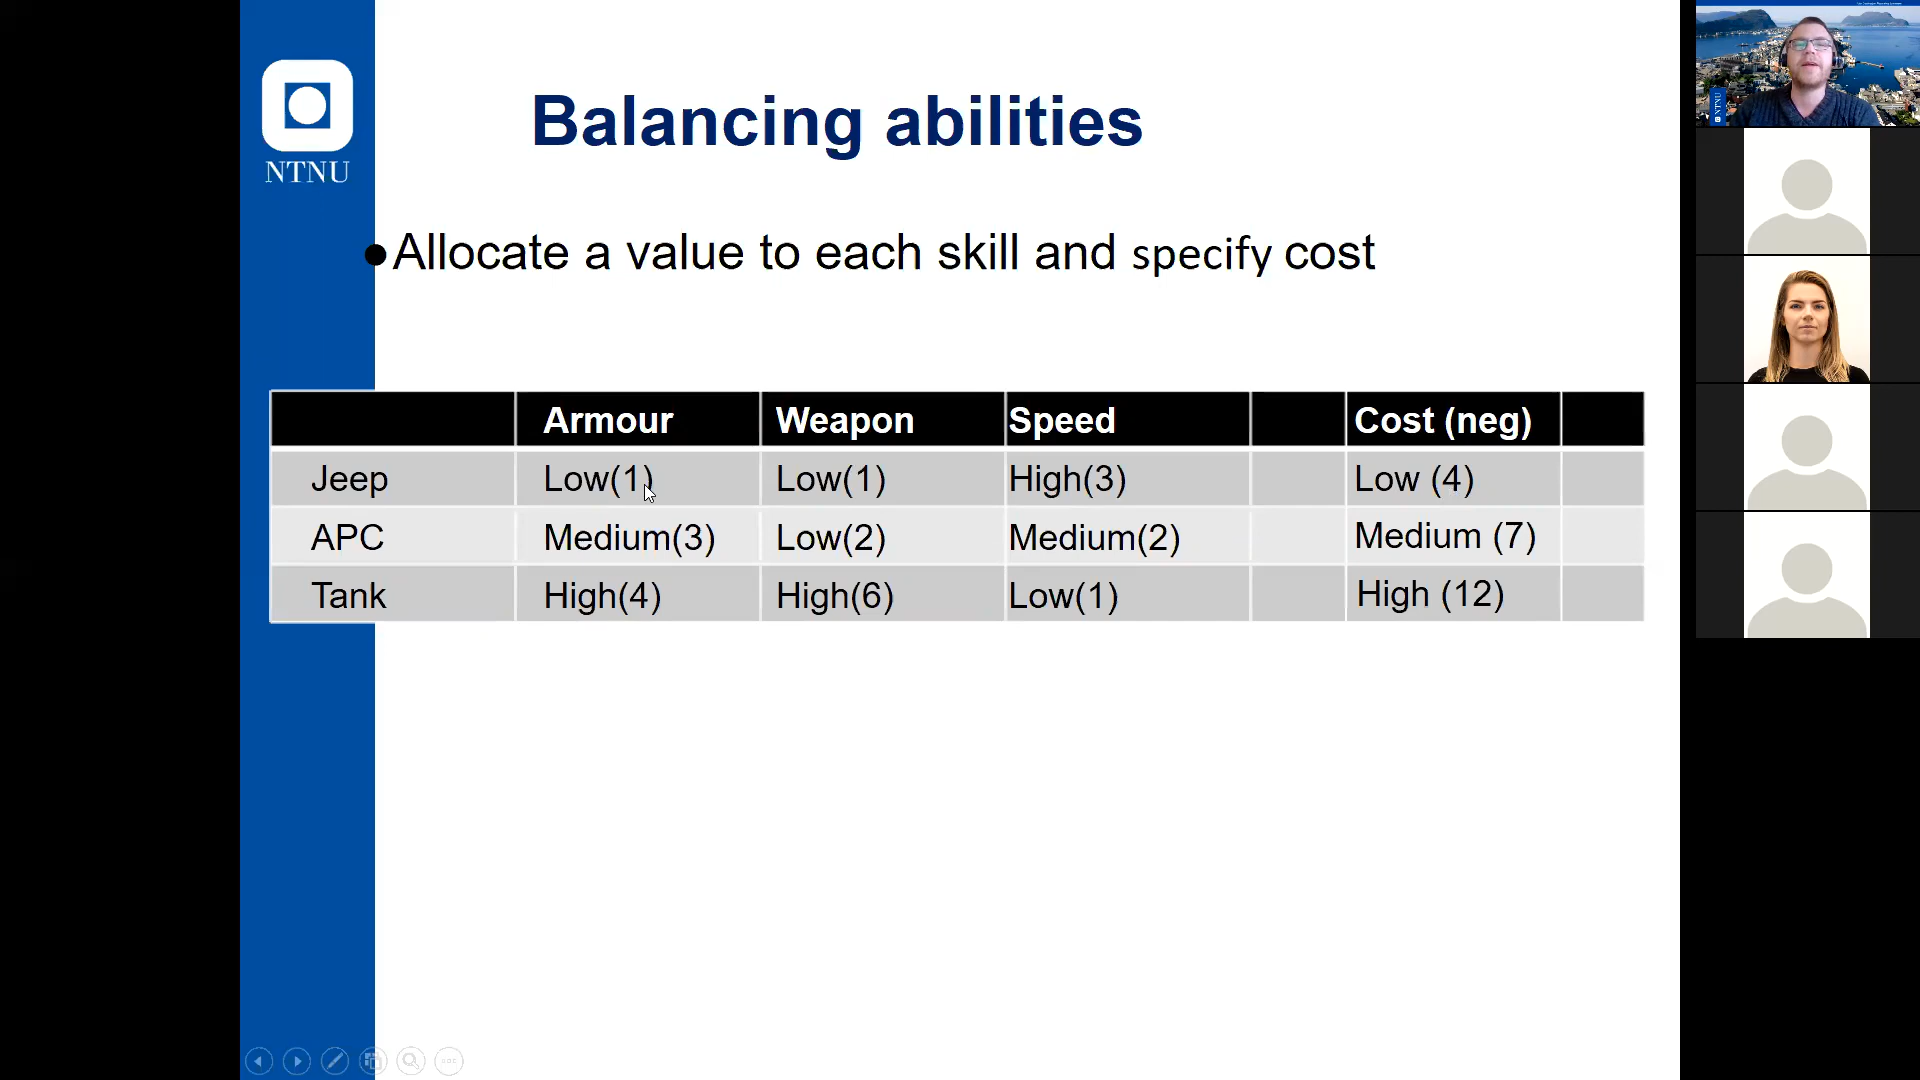 NTNU
Balancing abilities
•Allocate a value to each skill and specify cost
Armour Weapon Speed Cost (neg)
Jeep Low(1) Low(1) High(3) Low (4)
APC Medium(3) Low(2) Medium(2) Medium (7)
Tank High(4) High(6) Low(1) High (12)
NTNU